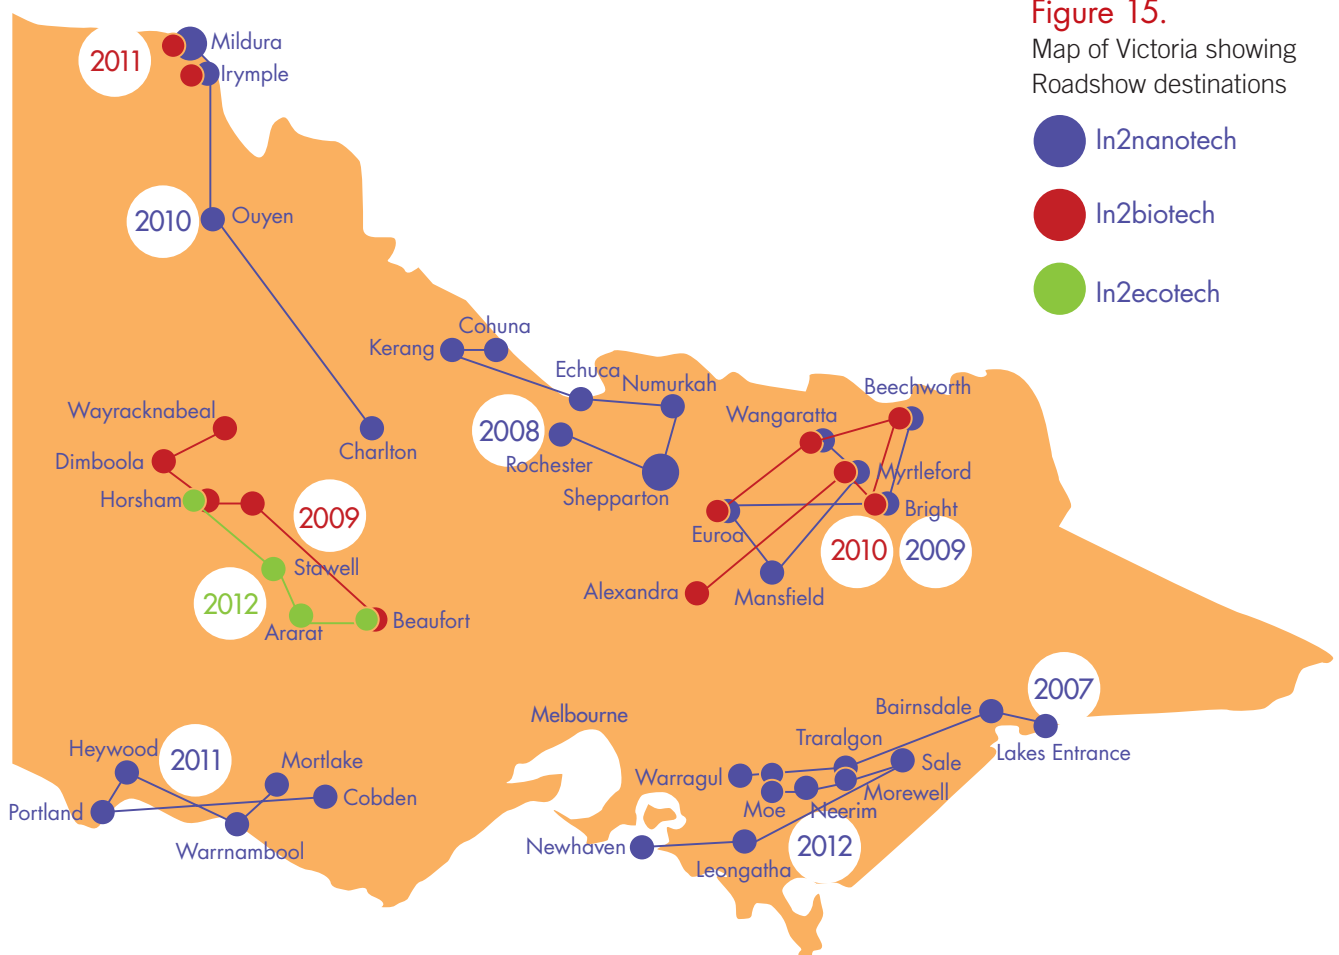 Figure 15.
Map of Victoria showing
Roadshow destinations
In2nanotech
In2biotech
In2ecotech
2011
Mildura
Irymple
2010
Ouyen
Cohuna
Kerang
Echuca
Numurkah
Beechworth
Wangaratta
Wayracknabeal
2008
Charlton
Dimboola
Rochester
Myrtleford
Horsham
Shepparton
2009
Bright
Euroa
2010
2009
Stawell
Alexandra
Mansfield
2012
Ararat
Beaufort
2007
Bairnsdale
Melbourne
Traralgon
Lakes Entrance
Heywood
2011
Mortlake
Warragul
Sale
Cobden
Morewell
Portland
Moe
Neerim
Warrnambool
Newhaven
2012
Leongatha